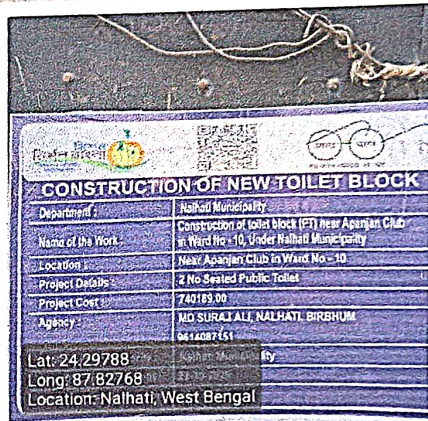 CONSTRUCTION OF NEW TOILET BLOCK
Department : Nalhati Municipality
Name of the Work : Construction of toilet block (PT) near Apanjan Club
in Ward No - 10, Under Nalhati Municipality
Location : Near Apanjan Club in Ward No - 10
Project Details : 2 No Seated Public Toilet
Project Cost : 740189.00
Agency : MD SURAJ ALI, NALHATI, BIRBHUM
9614087151
Nalhati Municipality
Lat: 24.29788
Long: 87.82768
Location: Nalhati, West Bengal